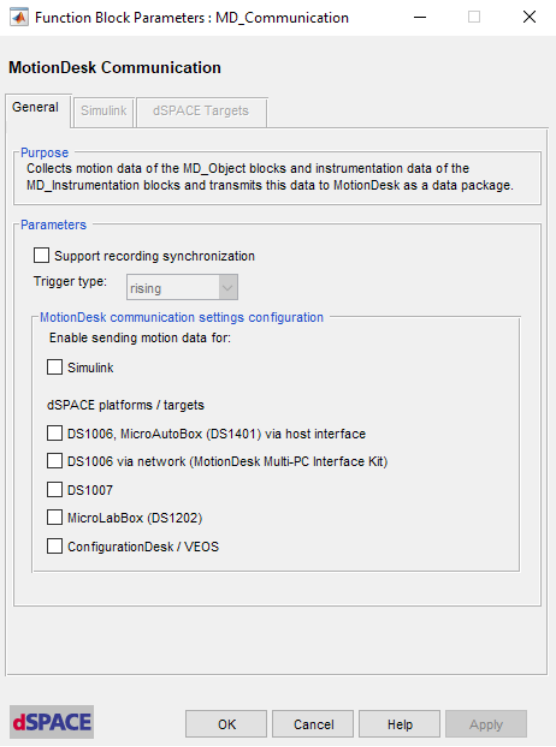 Function Block Parameters : MD_Communication
MotionDesk Communication
General
Simulink
dSPACE Targets
Purpose
Collects motion data of the MD_Object blocks and instrumentation data of the
MD_Instrumentation blocks and transmits this data to MotionDesk as a data package.
Parameters
Support recording synchronization
Trigger type:
rising
MotionDesk communication settings configuration
Enable sending motion data for:
Simulink
dSPACE platforms / targets
DS1006, MicroAutoBox (DS1401) via host interface
DS1006 via network (MotionDesk Multi-PC Interface Kit)
DS1007
MicroLabBox (DS1202)
ConfigurationDesk / VEOS
dSPACE
OK
Cancel
Help
Apply